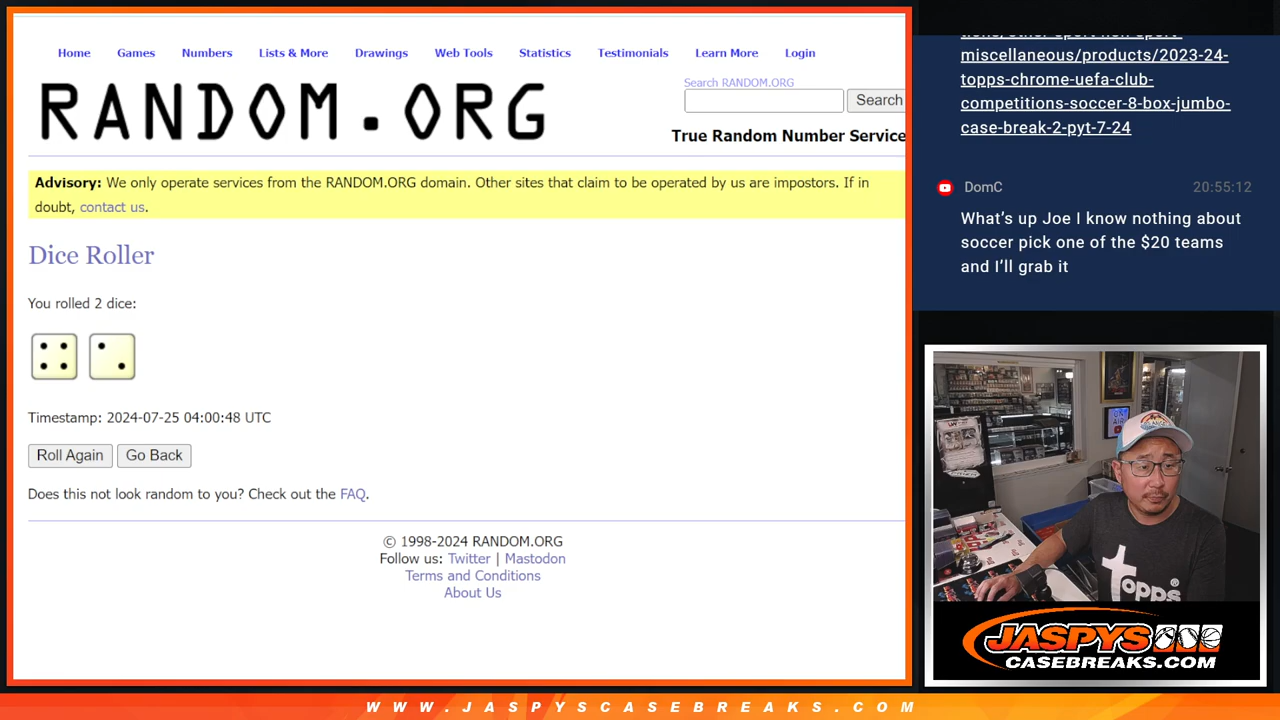 Home Games Numbers Lists & More Drawings Web Tools Statistics Testimonials Learn More Login
RANDOM.ORG
Search RANDOM.ORG
Search
True Random Number Service
Advisory: We only operate services from the RANDOM.ORG domain. Other sites that claim to be operated by us are impostors. If in
doubt, contact us.
Dice Roller
You rolled 2 dice:
Timestamp: 2024-07-25 04:00:48 UTC
Roll Again Go Back
Does this not look random to you? Check out the FAQ.
© 1998-2024 RANDOM.ORG
Follow us: Twitter | Mastodon
Terms and Conditions
About Us
miscellaneous/products/2023-24-
topps-chrome-uefa-club-
competitions-soccer-8-box-jumbo-
case-break-2-pyt-7-24
DomC 20:55:12
What's up Joe I know nothing about
soccer pick one of the $20 teams
and I'll grab it
topps®
JASPYS
CASEBREAKS.COM
WWW.JASPYSCASEBREAKS.COM